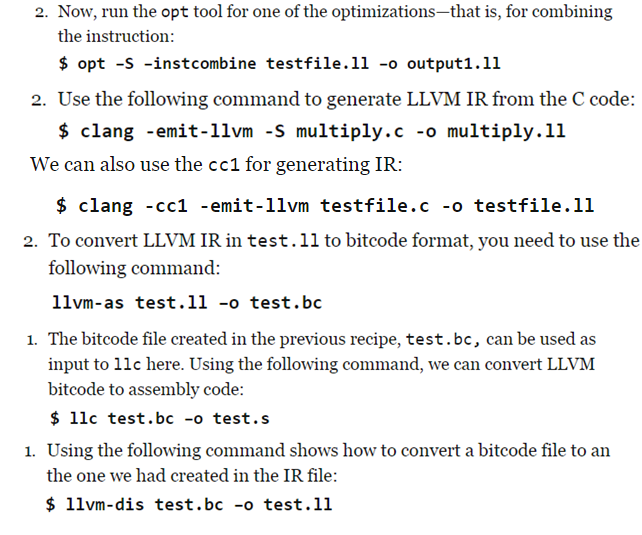 2. Now, run the opt tool for one of the optimizations—that is, for combining
the instruction:
$ opt –S –instcombine testfile.ll –o output1.ll
2. Use the following command to generate LLVM IR from the C code:
$ clang -emit-llvm -S multiply.c -o multiply.ll
We can also use the cc1 for generating IR:
$ clang -cc1 -emit-llvm testfile.c -o testfile.ll
2. To convert LLVM IR in test.ll to bitcode format, you need to use the
following command:
llvm-as test.ll –o test.bc
1. The bitcode file created in the previous recipe, test.bc, can be used as
input to llc here. Using the following command, we can convert LLVM
bitcode to assembly code:
$ llc test.bc –o test.s
1. Using the following command shows how to convert a bitcode file to an
the one we had created in the IR file:
$ llvm-dis test.bc –o test.ll